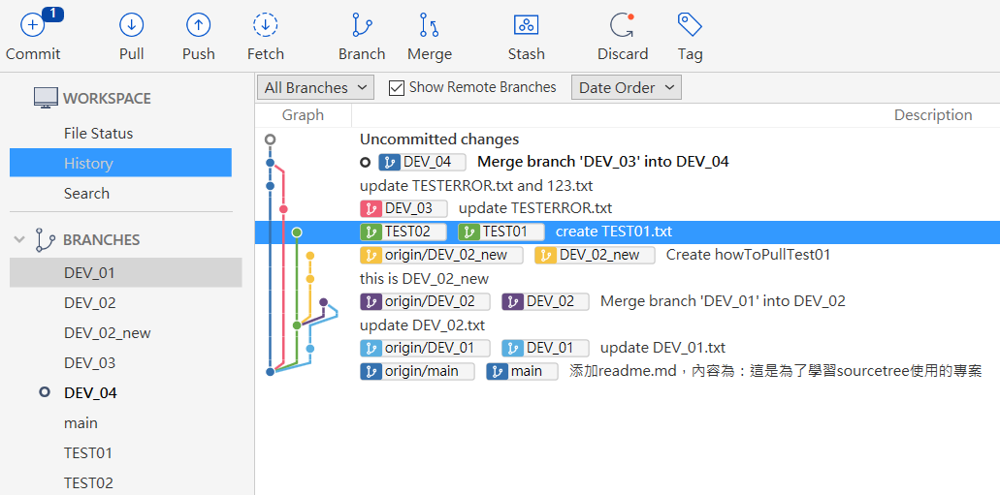 1
Commit Pull Push Fetch Branch Merge Stash Discard Tag
WORKSPACE
File Status
History
Search
BRANCHES
DEV_01
DEV_02
DEV_02_new
DEV_03
DEV_04
main
TEST01
TEST02
All Branches Show Remote Branches Date Order
Graph Description
Uncommitted changes
DEV_04 Merge branch 'DEV_03' into DEV_04
update TESTERROR.txt and 123.txt
DEV_03 update TESTERROR.txt
TEST02 TEST01 create TEST01.txt
origin/DEV_02_new DEV_02_new Create howToPullTest01
this is DEV_02_new
origin/DEV_02 DEV_02 Merge branch 'DEV_01' into DEV_02
update DEV_02.txt
origin/DEV_01 DEV_01 update DEV_01.txt
origin/main main 添加readme.md，內容為：這是為了學習sourcetree使用的專案